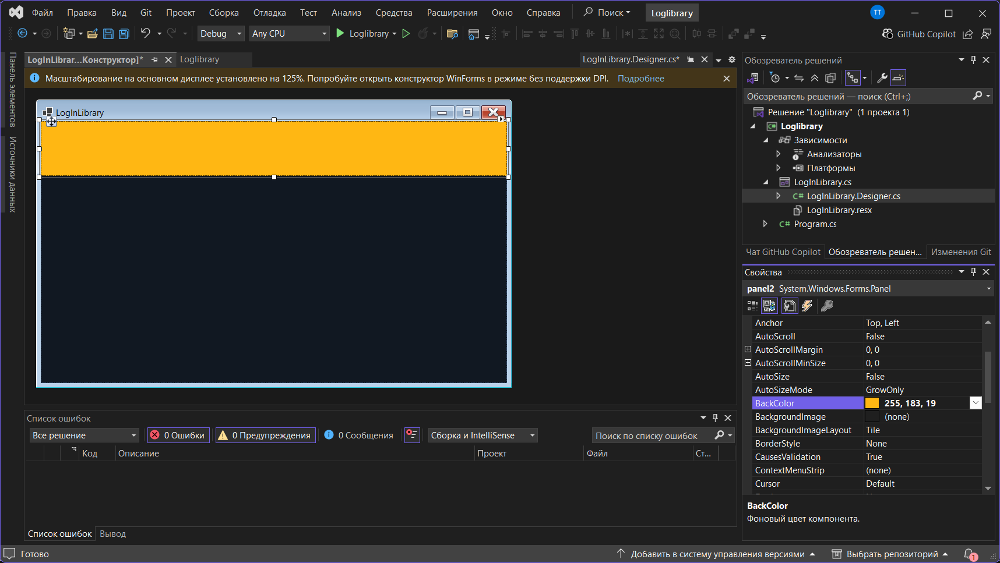 Файл Правка Вид Git Проект Сборка Отладка Тест Анализ Средства Расширения Окно Справка Поиск Loglibrary TT
Debug Any CPU Loglibrary GitHub Copilot
Панель элементов
Источники данных
LogInLibrar...Конструктор]* Loglibrary LogInLibrary.Designer.cs*
Масштабирование на основном дисплее установлено на 125%. Попробуйте открыть конструктор WinForms в режиме без поддержки DPI. Подробнее
LogInLibrary
Список ошибок
Все решение 0 Ошибки 0 Предупреждения 0 Сообщения Сборка и IntelliSense Поиск по списку ошибок
Код Описание Проект Файл Ст...
Список ошибок Вывод
Обозреватель решений
Обозреватель решений — поиск (Ctrl+;)
Решение "Loglibrary" (1 проекта 1)
C# Loglibrary
Зависимости
Анализаторы
Платформы
LogInLibrary.cs
C# LogInLibrary.Designer.cs
LogInLibrary.resx
C# Program.cs
Чат GitHub Copilot Обозреватель решен... Изменения Git
Свойства
panel2 System.Windows.Forms.Panel
Anchor Top, Left
AutoScroll False
AutoScrollMargin 0, 0
AutoScrollMinSize 0, 0
AutoSize False
AutoSizeMode GrowOnly
BackColor 255, 183, 19
BackgroundImage (none)
BackgroundImageLayout Tile
BorderStyle None
CausesValidation True
ContextMenuStrip (none)
Cursor Default
BackColor
Фоновый цвет компонента.
Готово Добавить в систему управления версиями Выбрать репозиторий 1